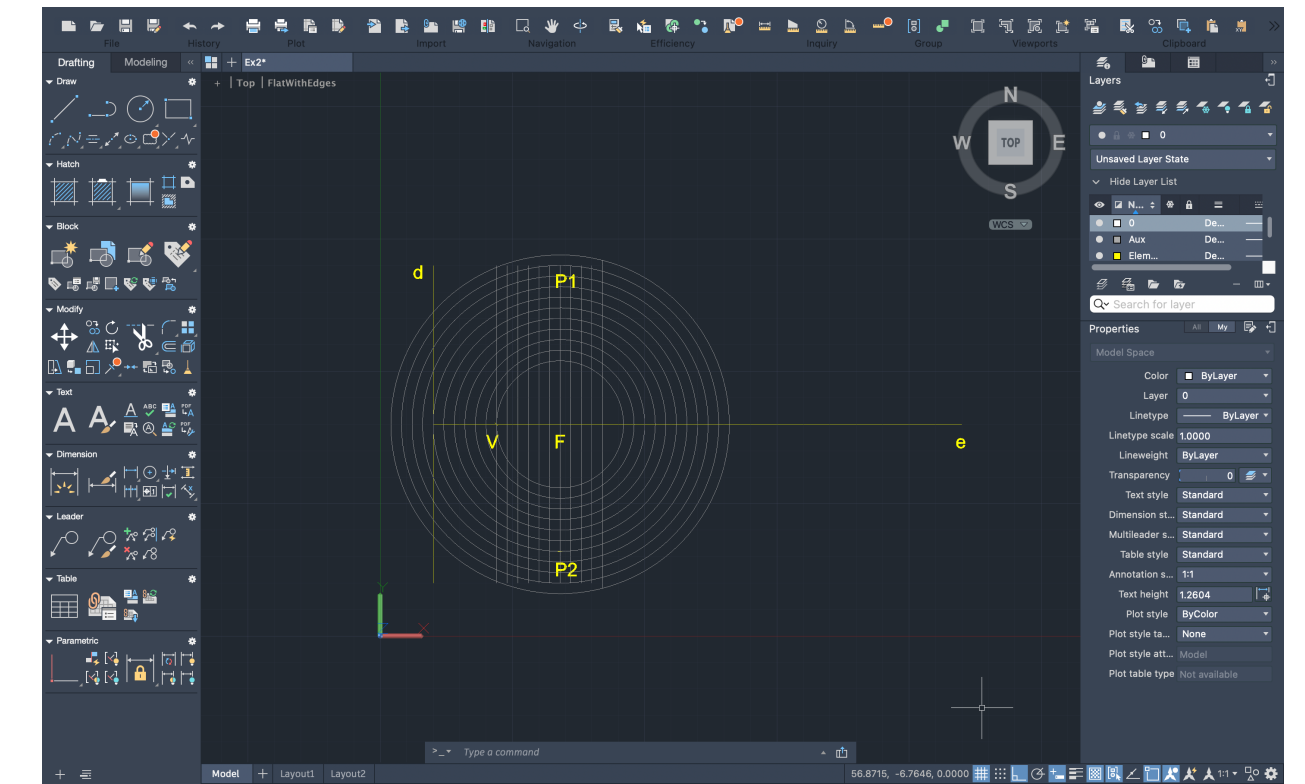 File
History
Plot
Import
Navigation
Efficiency
Inquiry
Group
Viewports
Clipboard
Drafting
Modeling
Ex2*
+ | Top | FlatWithEdges
Draw
Hatch
Block
Modify
Text
Dimension
Leader
Table
Parametric
N
W
TOP
E
S
WCS
d
P1
V
F
e
P2
Y
X
>_ Type a command
Model
Layout1
Layout2
56.8715, -6.7646, 0.0000
1:1
Layers
0
Unsaved Layer State
Hide Layer List
N...
0 De...
Aux De...
Elem... De...
Search for layer
Properties
All
My
Model Space
Color ByLayer
Layer 0
Linetype ByLayer
Linetype scale 1.0000
Lineweight ByLayer
Transparency 0
Text style Standard
Dimension st... Standard
Multileader s... Standard
Table style Standard
Annotation s... 1:1
Text height 1.2604
Plot style ByColor
Plot style ta... None
Plot style att... Model
Plot table type Not available